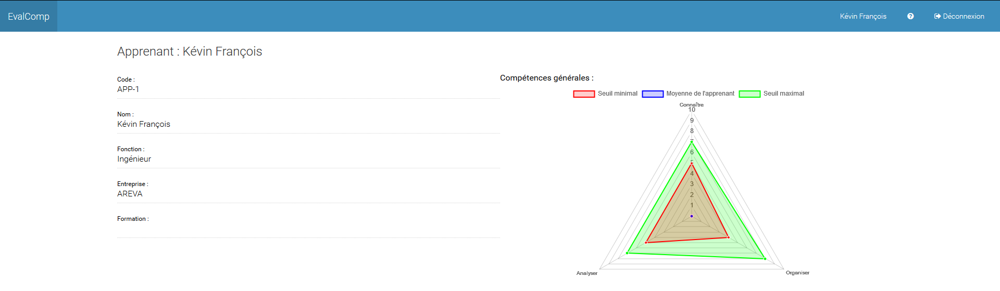 EvalComp
Kévin François
Déconnexion
Apprenant : Kévin François
Code :
APP-1
Nom :
Kévin François
Fonction :
Ingénieur
Entreprise :
AREVA
Formation :
Compétences générales :
Seuil minimal Moyenne de l'apprenant Seuil maximal
Connaître
10
9
8
7
6
5
4
3
2
1
Analyser
Organiser